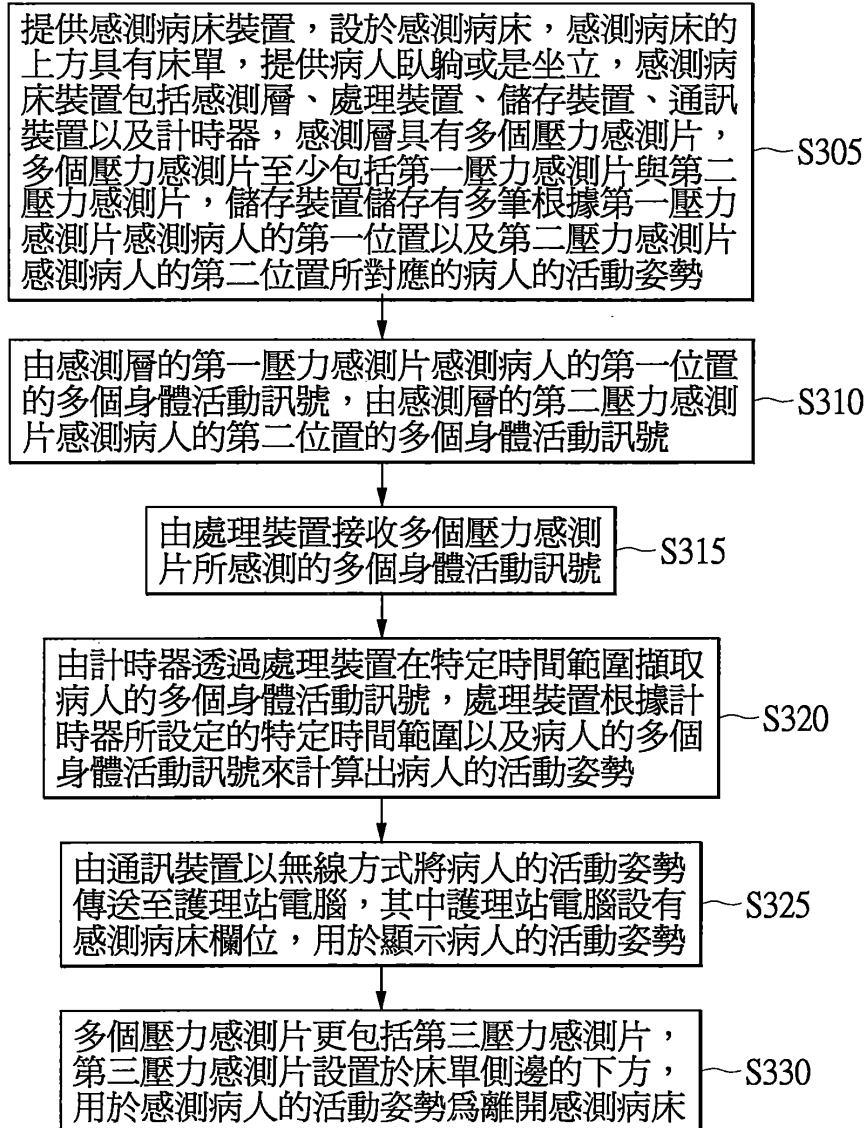 提供感測病床裝置，設於感測病床，感測病床的
上方具有床單，提供病人臥躺或是坐立，感測病
床裝置包括感測層、處理裝置、儲存裝置、通訊
裝置以及計時器，感測層具有多個壓力感測片，
多個壓力感測片至少包括第一壓力感測片與第二
壓力感測片，儲存裝置儲存有多筆根據第一壓力
感測片感測病人的第一位置以及第二壓力感測片
感測病人的第二位置所對應的病人的活動姿勢
S305
由感測層的第一壓力感測片感測病人的第一位置
的多個身體活動訊號，由感測層的第二壓力感測
片感測病人的第二位置的多個身體活動訊號
S310
由處理裝置接收多個壓力感測
片所感測的多個身體活動訊號
S315
由計時器透過處理裝置在特定時間範圍擷取
病人的多個身體活動訊號，處理裝置根據計
時器所設定的特定時間範圍以及病人的多個
身體活動訊號來計算出病人的活動姿勢
S320
由通訊裝置以無線方式將病人的活動姿勢
傳送至護理站電腦，其中護理站電腦設有
感測病床欄位，用於顯示病人的活動姿勢
S325
多個壓力感測片更包括第三壓力感測片，
第三壓力感測片設置於床單側邊的下方，
用於感測病人的活動姿勢爲離開感測病床
S330